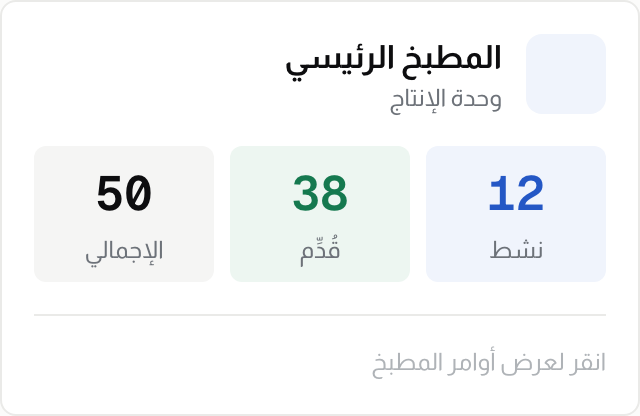 المطبخ الرئيسي
وحدة الإنتاج
12
نشط
38
قُدِّم
50
الإجمالي
انقر لعرض أوامر المطبخ